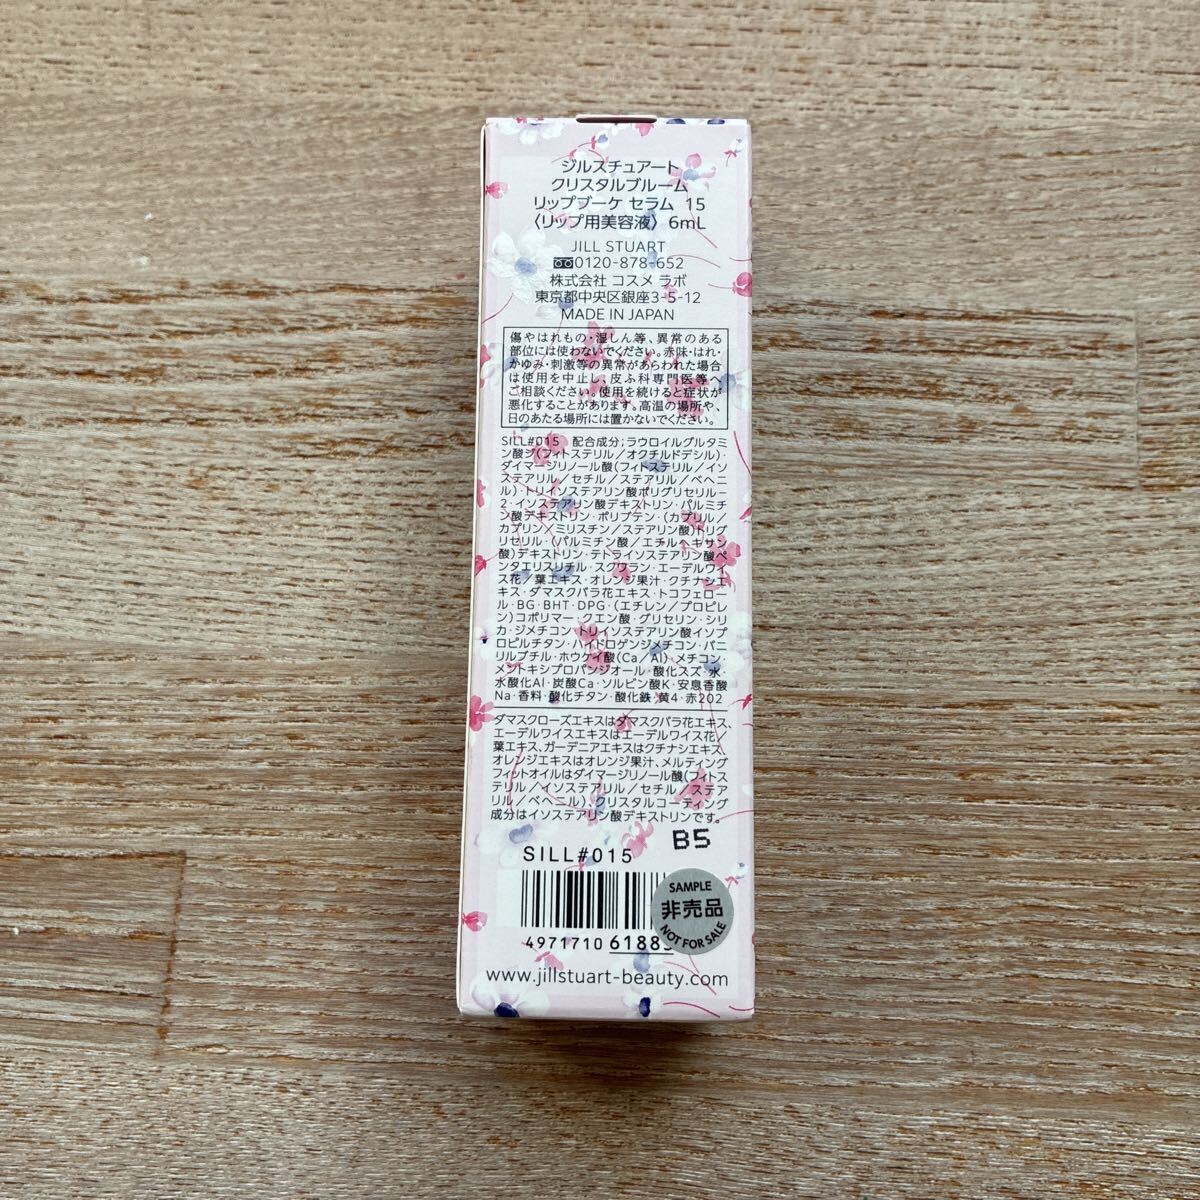 ジルスチュアート
クリスタルブルーム
リップブーケ セラム 15
〈リップ用美容液〉 6mL
JILL STUART
0120-878-652
株式会社 コスメ ラボ
東京都中央区銀座3-5-12
MADE IN JAPAN
傷やはれもの・湿しん等、異常のある
部位には使わないでください。赤味・はれ・
かゆみ・刺激等の異常があらわれた場合
は使用を中止し、皮ふ科専門医等へ
ご相談ください。使用を続けると症状が
悪化することがあります。高温の場所や、
日のあたる場所には置かないでください。
SILL#015 配合成分;ラウロイルグルタミ
ン酸ジ(フィトステリル/オクチルドデシル)・
ダイマージリノール酸(フィトステリル/イソ
ステアリル/セチル/ステアリル/ベヘニ
ル)・トリイソステアリン酸ポリグリセリル-
2・イソステアリン酸デキストリン・パルミチ
ン酸デキストリン・ポリブテン・(カプリル/
カプリン/ミリスチン/ステアリン酸)トリグ
リセリル・(パルミチン酸/エチルヘキサン
酸)デキストリン・テトライソステアリン酸ペ
ンタエリスリチル・スクワラン・エーデルワイ
ス花/葉エキス・オレンジ果汁・クチナシエ
キス・ダマスクバラ花エキス・トコフェロー
ル・BG・BHT・DPG・(エチレン/プロピレ
ン)コポリマー・クエン酸・グリセリン・シリ
カ・ジメチコン・トリイソステアリン酸イソプ
ロピルチタン・ハイドロゲンジメチコン・バニ
リルブチル・ホウケイ酸(Ca/Al)・メチコン・
メントキシプロパンジオール・酸化スズ・水・
水酸化Al・炭酸Ca・ソルビン酸K・安息香酸
Na・香料・酸化チタン・酸化鉄・黄4・赤202
ダマスクローズエキスはダマスクバラ花エキス、
エーデルワイスエキスはエーデルワイス花/
葉エキス、ガーデニアエキスはクチナシエキス、
オレンジエキスはオレンジ果汁、メルティング
フィットオイルはダイマージリノール酸(フィトス
テリル/イソステアリル/セチル/ステア
リル/ベヘニル)、クリスタルコーティング
成分はイソステアリン酸デキストリンです。
B5
SILL#015
SAMPLE
非売品
NOT FOR SALE
4971710 61885
www.jillstuart-beauty.com